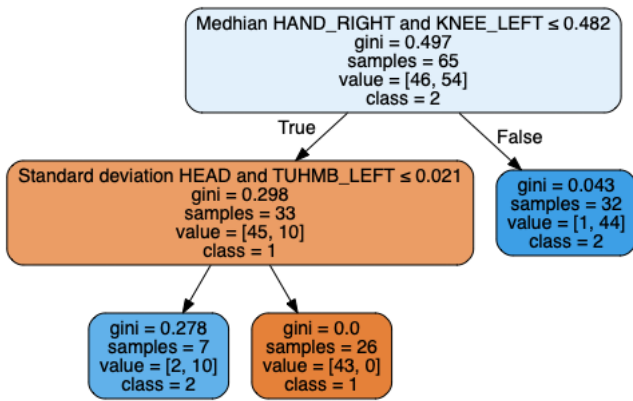 Medhian HAND_RIGHT and KNEE_LEFT ≤ 0.482
gini = 0.497
samples = 65
value = [46, 54]
class = 2
True
False
Standard deviation HEAD and TUHMB_LEFT ≤ 0.021
gini = 0.298
samples = 33
value = [45, 10]
class = 1
gini = 0.043
samples = 32
value = [1, 44]
class = 2
gini = 0.278
samples = 7
value = [2, 10]
class = 2
gini = 0.0
samples = 26
value = [43, 0]
class = 1